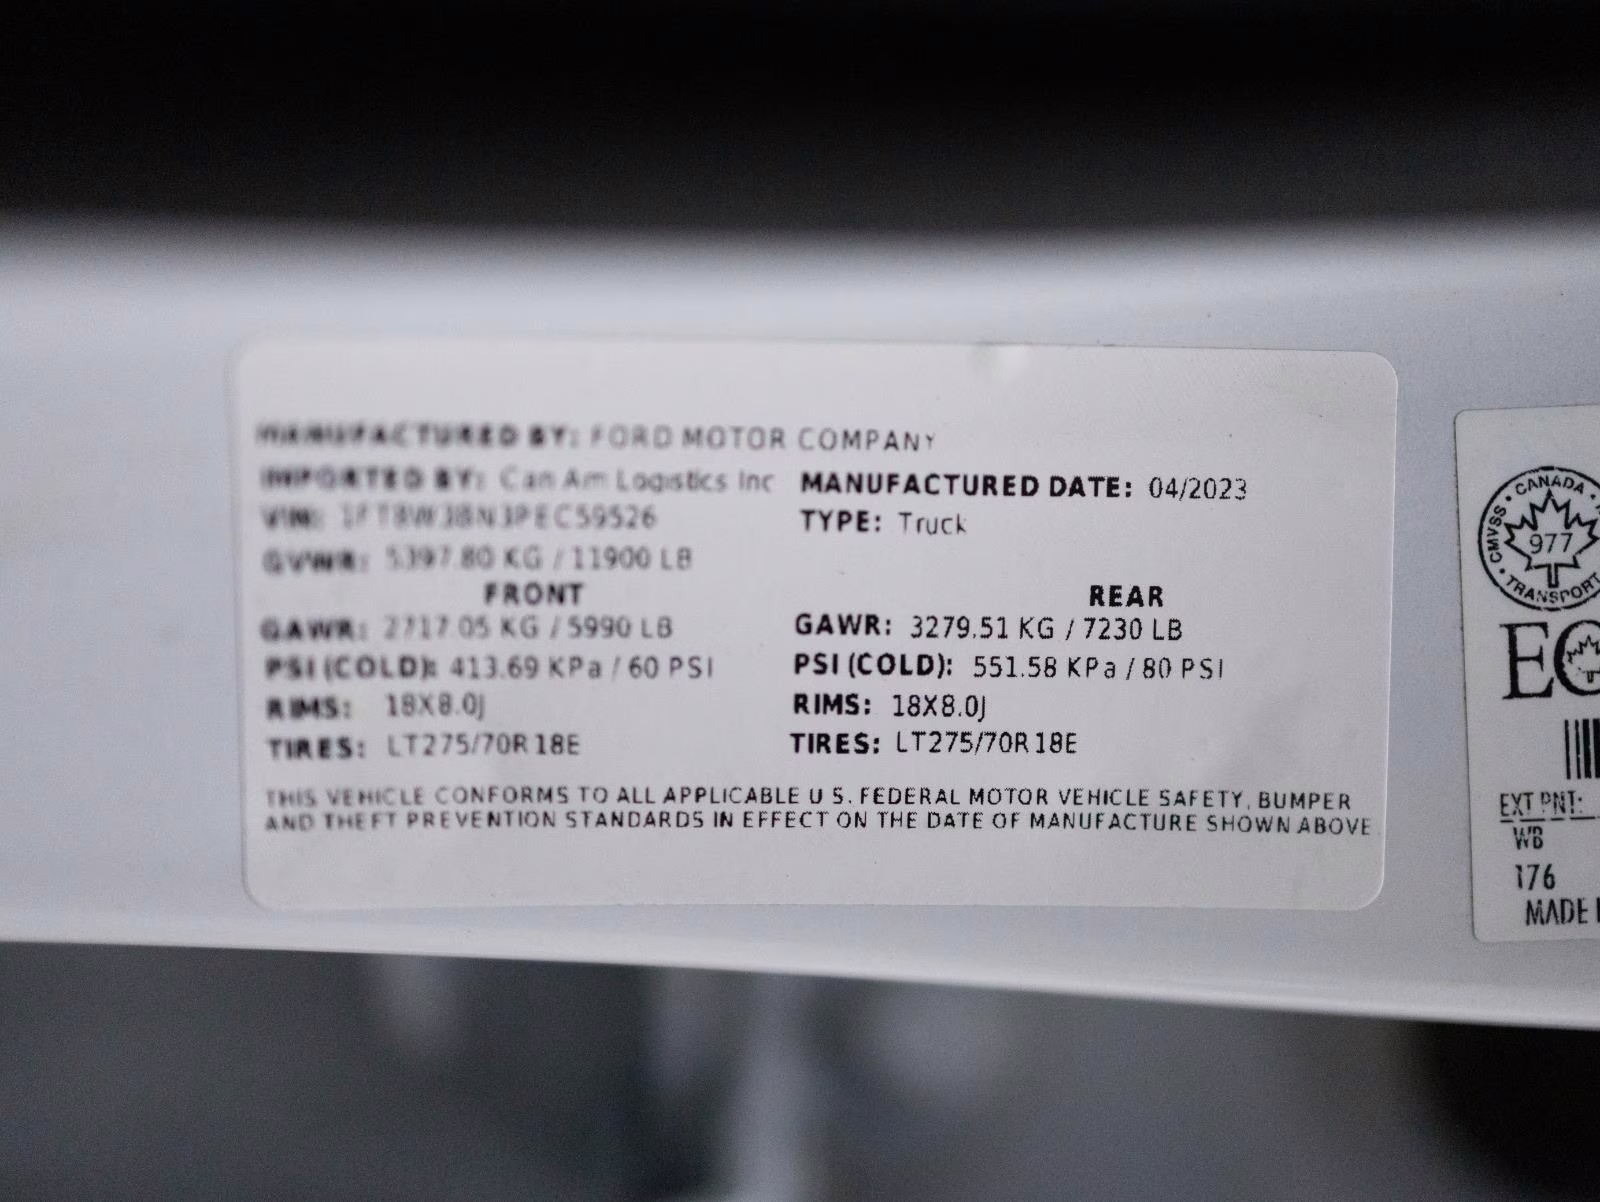 MANUFACTURED BY: FORD MOTOR COMPANY
IMPORTED BY: Can Am Logistics Inc MANUFACTURED DATE: 04/2023
VIN: 1FT8W3BN3PEC59526 TYPE: Truck
GVWR: 5397.80 KG / 11900 LB
FRONT REAR
GAWR: 2717.05 KG / 5990 LB GAWR: 3279.51 KG / 7230 LB
PSI (COLD): 413.69 KPa / 60 PSI PSI (COLD): 551.58 KPa / 80 PSI
RIMS: 18X8.0J RIMS: 18X8.0J
TIRES: LT275/70R18E TIRES: LT275/70R18E
THIS VEHICLE CONFORMS TO ALL APPLICABLE U S. FEDERAL MOTOR VEHICLE SAFETY, BUMPER
AND THEFT PREVENTION STANDARDS IN EFFECT ON THE DATE OF MANUFACTURE SHOWN ABOVE
CANADA
CMVSS
977
TRANSPORT
EXT PNT:
WB
176
MADE